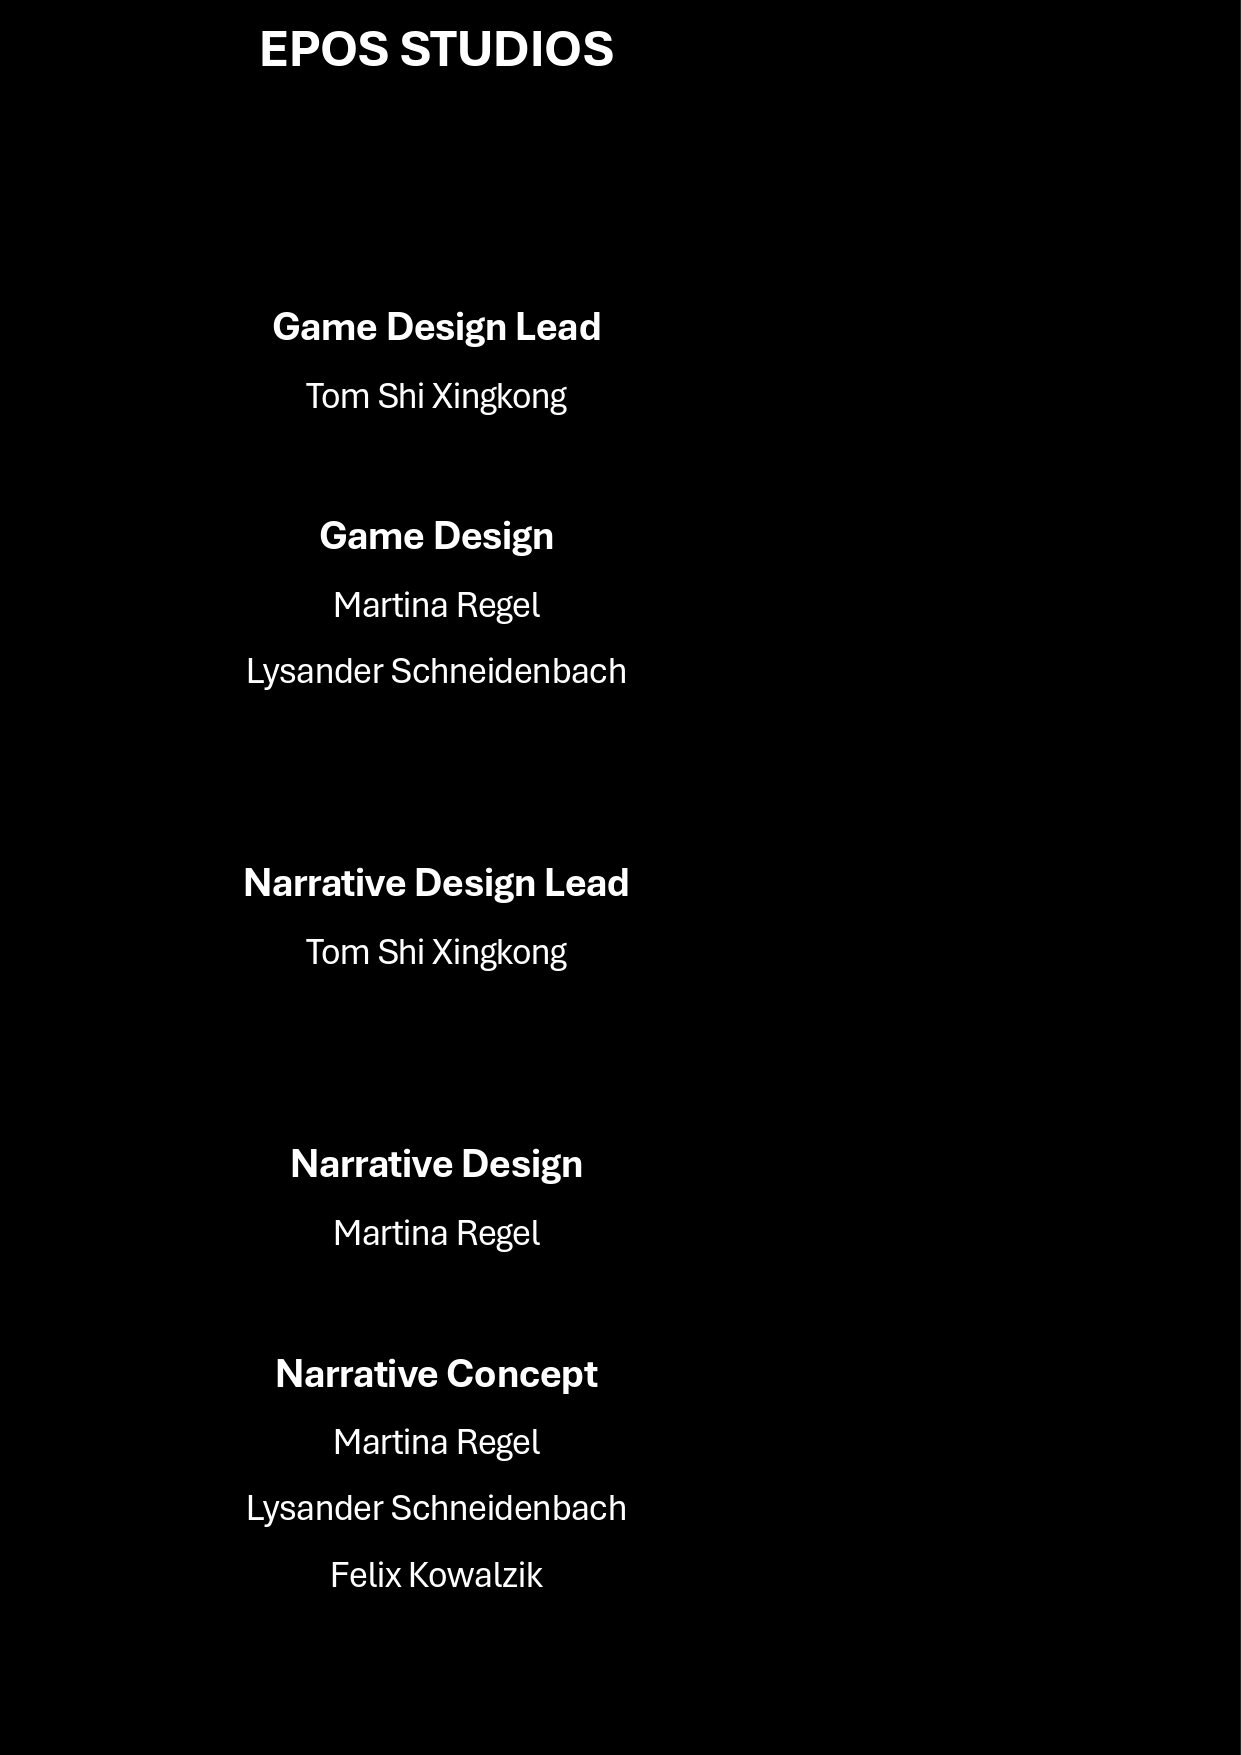 EPOS STUDIOS
Game Design Lead
Tom Shi Xingkong
Game Design
Martina Regel
Lysander Schneidenbach
Narrative Design Lead
Tom Shi Xingkong
Narrative Design
Martina Regel
Narrative Concept
Martina Regel
Lysander Schneidenbach
Felix Kowalzik